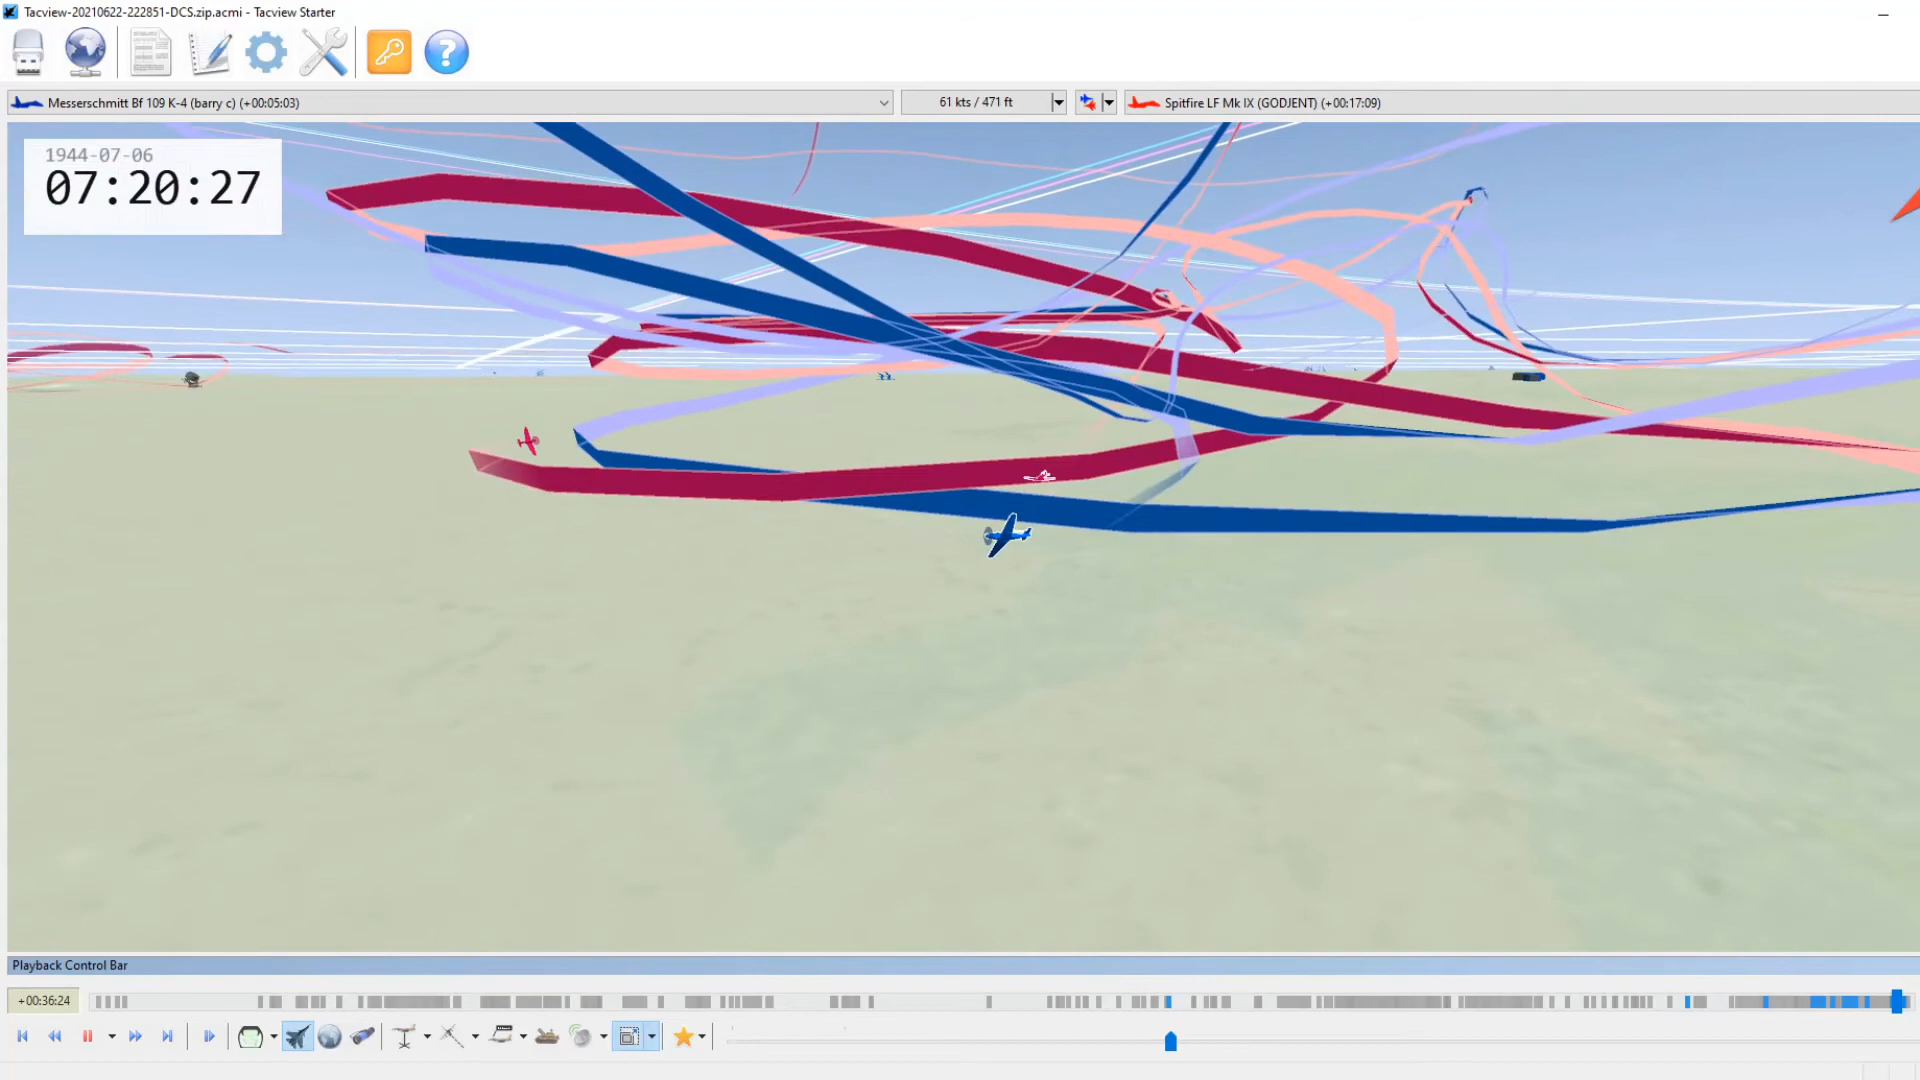 Tacview-20210622-222851-DCS.zip.acmi - Tacview Starter
Messerschmitt Bf 109 K-4 (barry c) (+00:05:03)
61 kts / 471 ft
Spitfire LF Mk IX (GODJENT) (+00:17:09)
1944-07-06
07:20:27
Playback Control Bar
+00:36:24